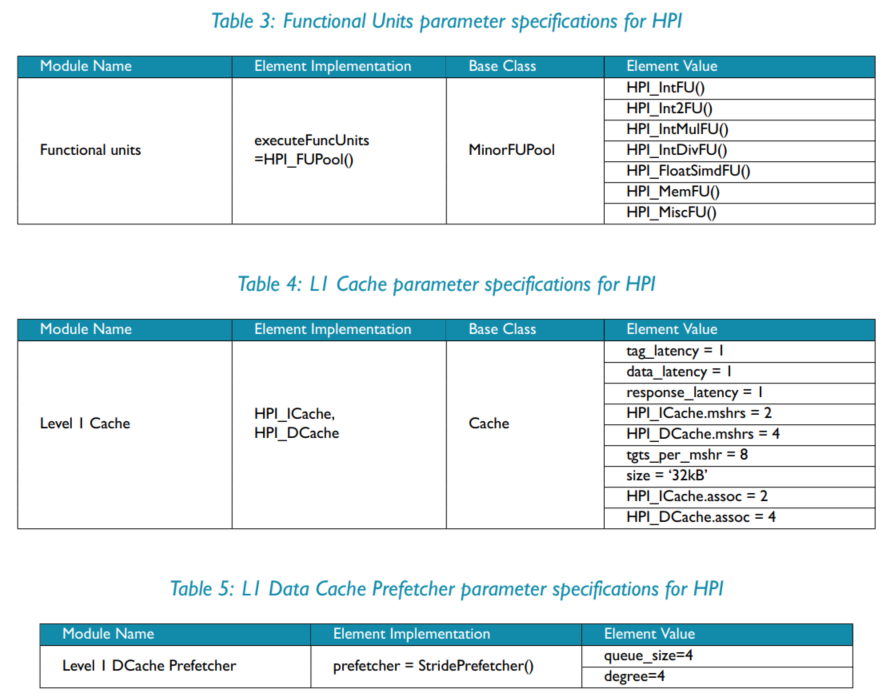 Table 3: Functional Units parameter specifications for HPI
Module Name Element Implementation Base Class Element Value
Functional units
executeFuncUnits
=HPI_FUPool()
MinorFUPool
HPI_IntFU()
HPI_Int2FU()
HPI_IntMulFU()
HPI_IntDivFU()
HPI_FloatSimdFU()
HPI_MemFU()
HPI_MiscFU()
Table 4: L1 Cache parameter specifications for HPI
Module Name Element Implementation Base Class Element Value
Level 1 Cache
HPI_ICache,
HPI_DCache
Cache
tag_latency = 1
data_latency = 1
response_latency = 1
HPI_ICache.mshrs = 2
HPI_DCache.mshrs = 4
tgts_per_mshr = 8
size = ‘32kB’
HPI_ICache.assoc = 2
HPI_DCache.assoc = 4
Table 5: L1 Data Cache Prefetcher parameter specifications for HPI
Module Name Element Implementation Element Value
Level 1 DCache Prefetcher
prefetcher = StridePrefetcher()
queue_size=4
degree=4